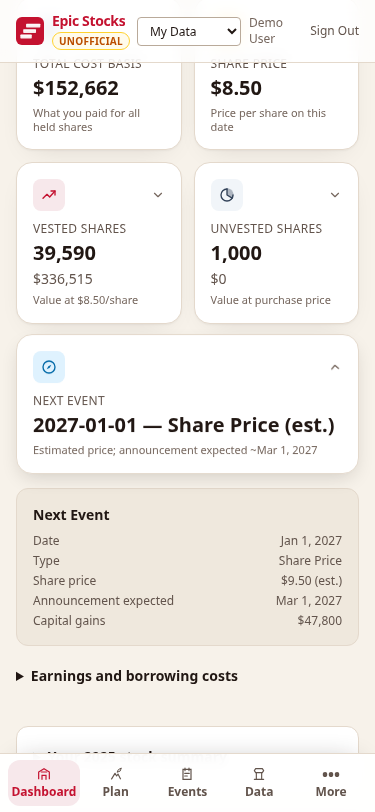 Epic Stocks
UNOFFICIAL
My Data
Demo User
Sign Out
TOTAL COST BASIS
$152,662
What you paid for all
held shares
SHARE PRICE
$8.50
Price per share on this
date
VESTED SHARES
39,590
$336,515
Value at $8.50/share
UNVESTED SHARES
1,000
$0
Value at purchase price
NEXT EVENT
2027-01-01 — Share Price (est.)
Estimated price; announcement expected ~Mar 1, 2027
Next Event
Date Jan 1, 2027
Type Share Price
Share price $9.50 (est.)
Announcement expected Mar 1, 2027
Capital gains $47,800
Earnings and borrowing costs
Dashboard
Plan
Events
Data
More